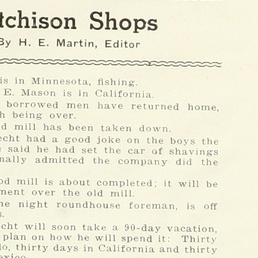 tchison Shops
By H. E. Martin, Editor
is in Minnesota, fishing.
E. Mason is in California.
borrowed men have returned home,
h being over.
d mill has been taken down.
echt had a good joke on the boys the
e said he had set the car of shavings
nally admitted the company did the
od mill is about completed; it will be
ment over the old mill.
he night roundhouse foreman, is off
s.
cht will soon take a 90-day vacation,
plan on how he will spend it: Thirty
lo, thirty days in California and thirty
exico.